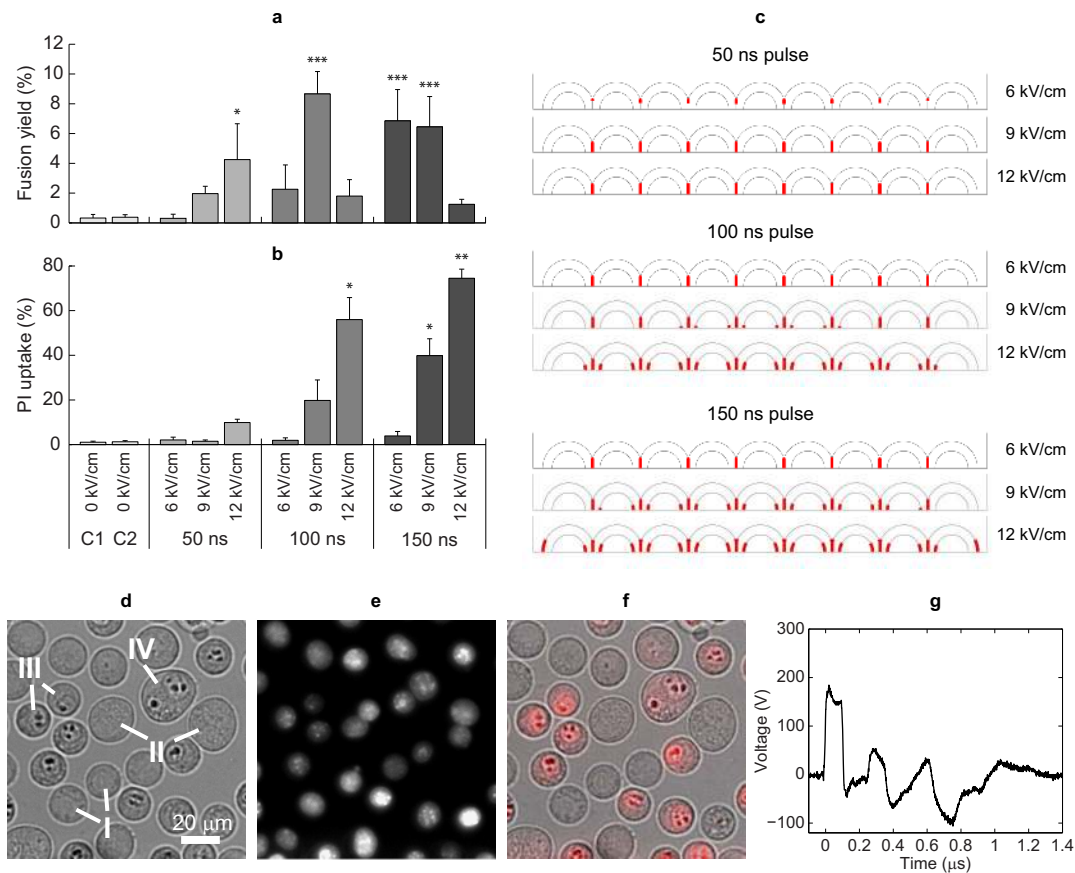 a
Fusion yield (%)
12
10
8
6
4
2
0
*
***
***
***
b
PI uptake (%)
80
60
40
20
0
*
*
**
0 kV/cm
0 kV/cm
6 kV/cm
9 kV/cm
12 kV/cm
6 kV/cm
9 kV/cm
12 kV/cm
6 kV/cm
9 kV/cm
12 kV/cm
C1 C2 50 ns 100 ns 150 ns
c
50 ns pulse
6 kV/cm
9 kV/cm
12 kV/cm
100 ns pulse
6 kV/cm
9 kV/cm
12 kV/cm
150 ns pulse
6 kV/cm
9 kV/cm
12 kV/cm
d
III
IV
II
I
20 μm
e
f
g
Voltage (V)
300
200
100
0
−100
0 0.2 0.4 0.6 0.8 1 1.2 1.4
Time (μs)